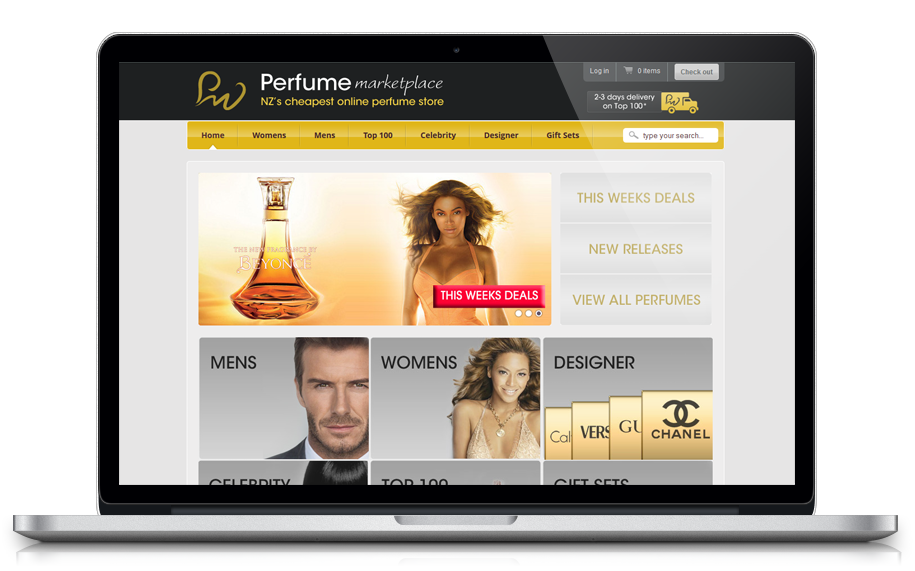 Perfume marketplace
NZ's cheapest online perfume store
Log in
0 items
Check out
2-3 days delivery
on Top 100*
Home Womens Mens Top 100 Celebrity Designer Gift Sets
type your search...
THE NEW FRAGRANCE BY
BEYONCÉ
THIS WEEKS DEALS
THIS WEEKS DEALS
NEW RELEASES
VIEW ALL PERFUMES
MENS
WOMENS
DESIGNER
Cal
VERS
GU
CHANEL
CELEBRITY
TOP 100
GIFT SETS